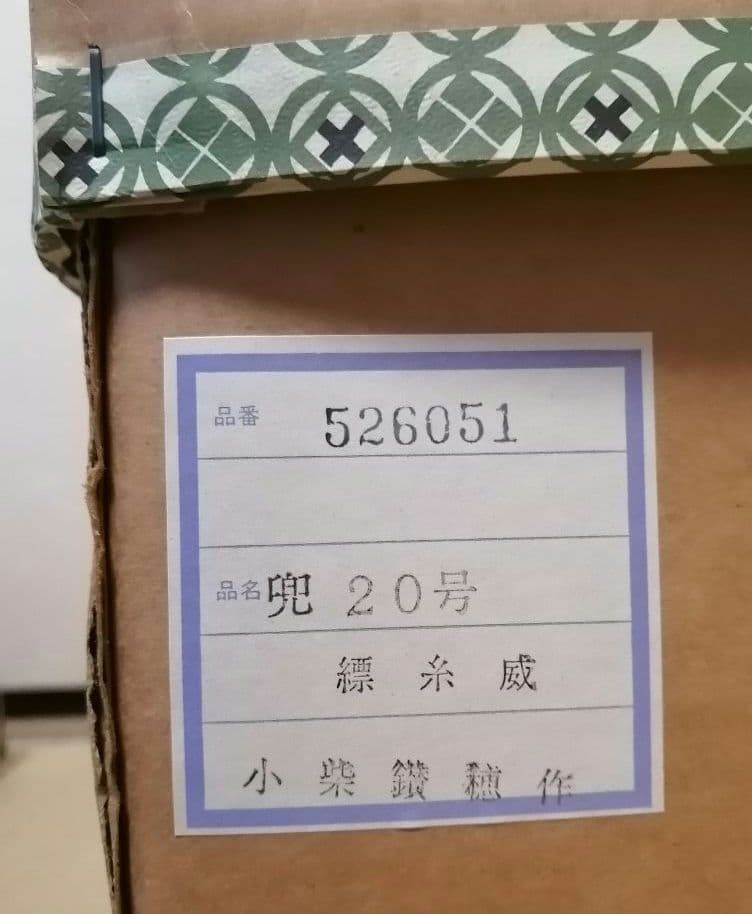 品番 526051
品名 兜 20号
縹糸威
小柴鑚穂作